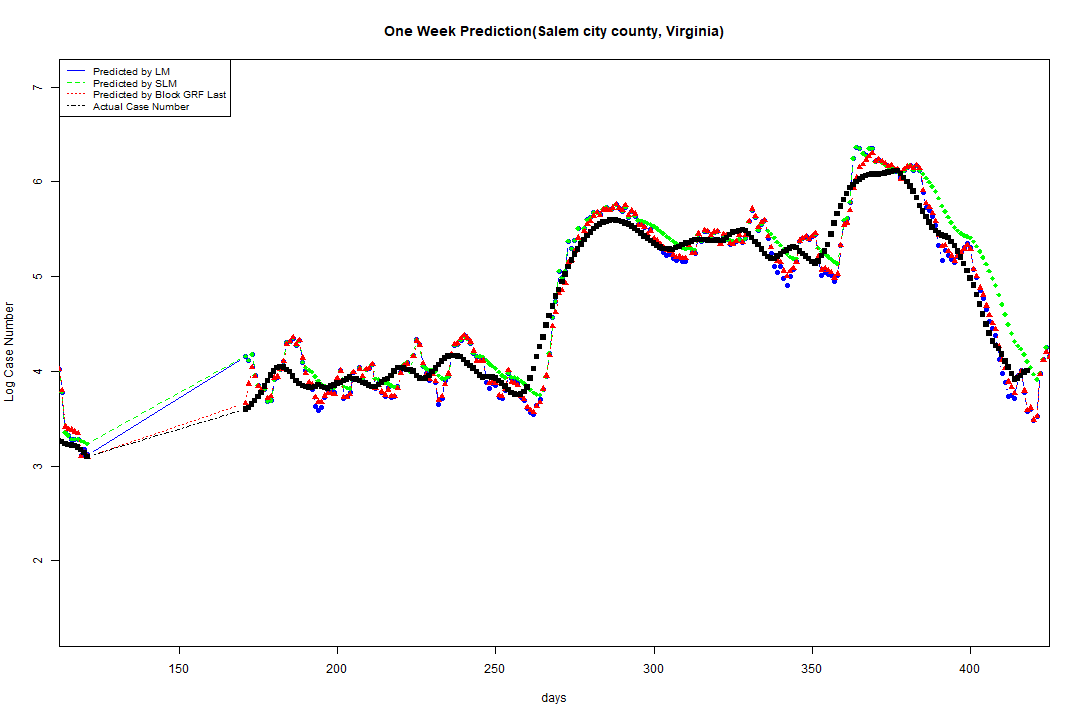 One Week Prediction(Salem city county, Virginia)
Predicted by LM
Predicted by SLM
Predicted by Block GRF Last
Actual Case Number
7
6
5
4
3
2
Log Case Number
150 200 250 300 350 400
days